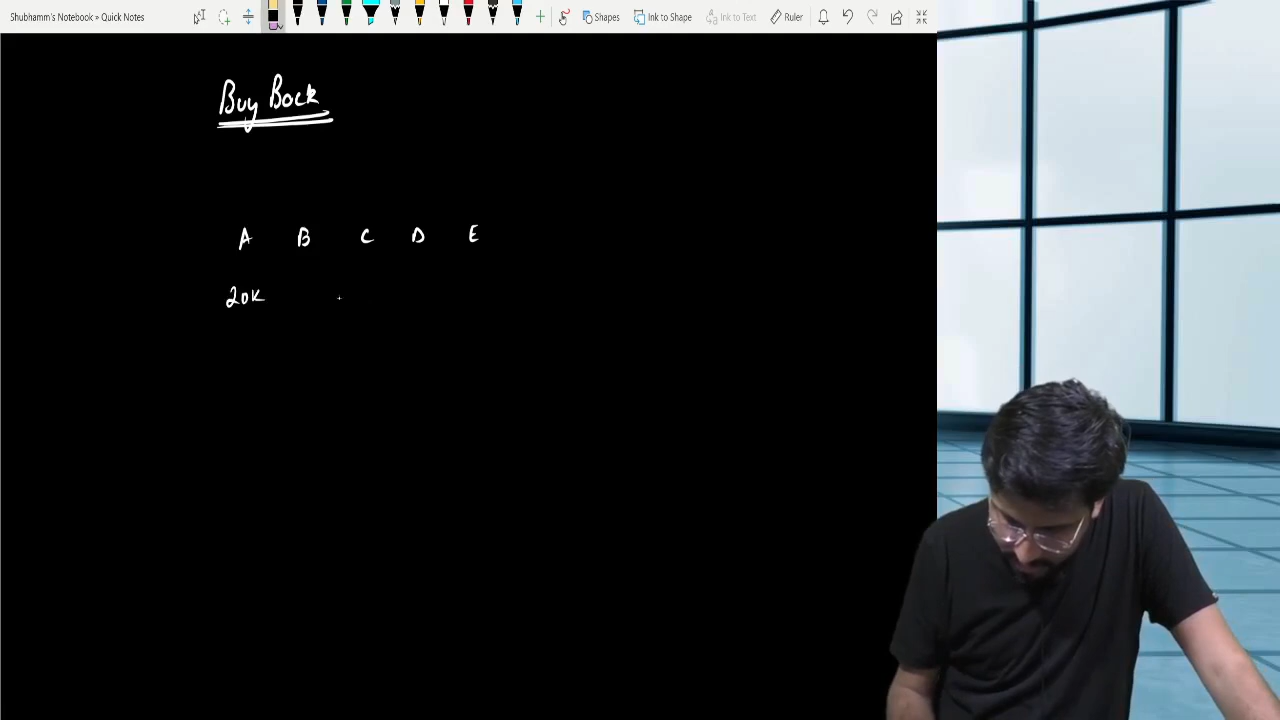 Shubhamm's Notebook » Quick Notes Shapes Ink to Shape Ink to Text Ruler
Buy Back
A B C D E
20K